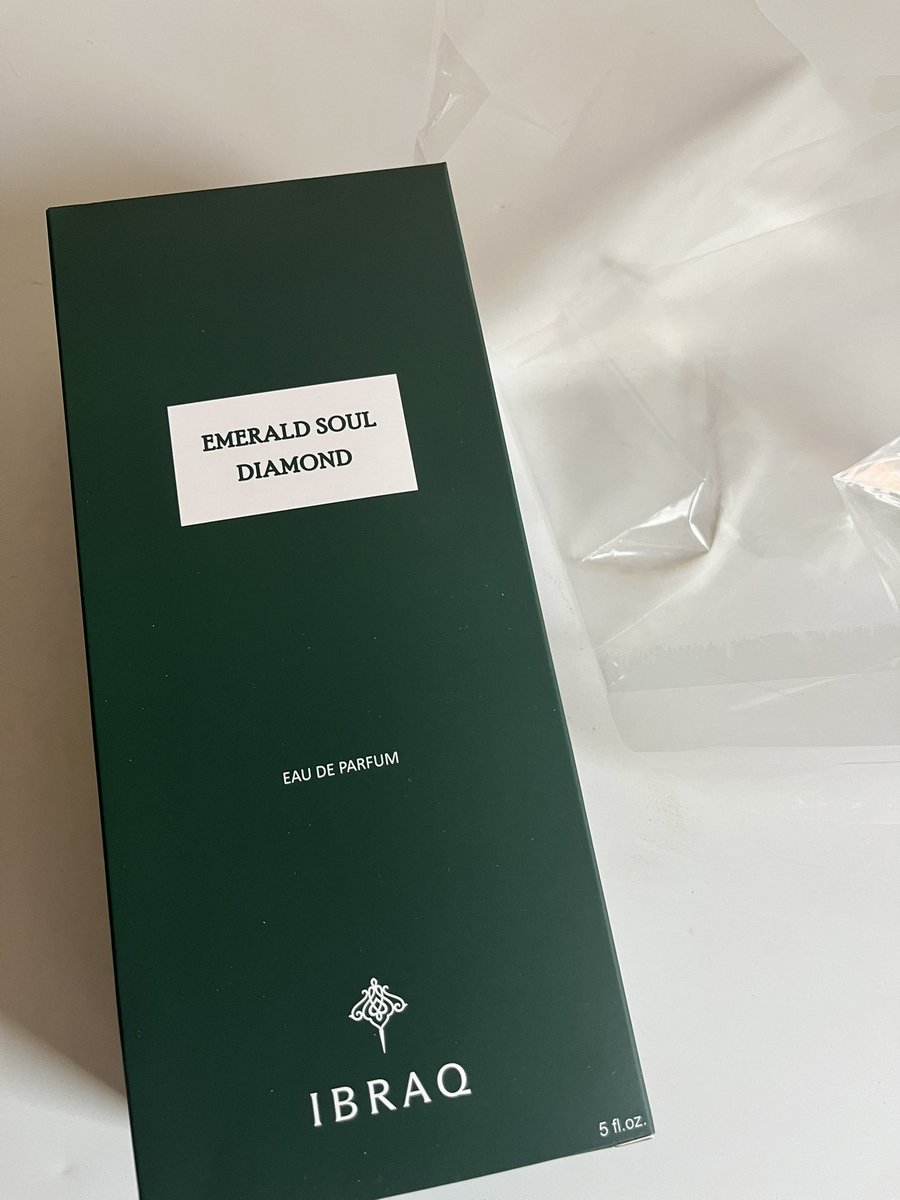 EMERALD SOUL
DIAMOND
EAU DE PARFUM
IBRAQ
5 fl.oz.